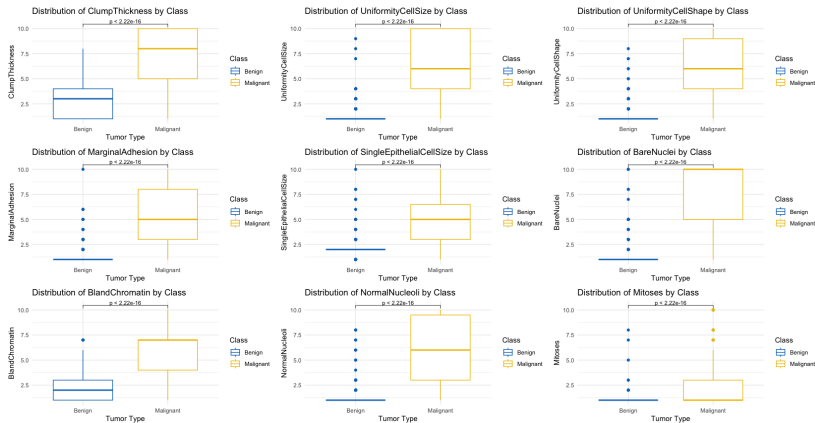 Distribution of ClumpThickness by Class
p < 2.22e-16
ClumpThickness
10.0
7.5
5.0
2.5
Benign
Malignant
Tumor Type
Class
Benign
Malignant
Distribution of UniformityCellSize by Class
p < 2.22e-16
UniformityCellSize
10.0
7.5
5.0
2.5
Benign
Malignant
Tumor Type
Class
Benign
Malignant
Distribution of UniformityCellShape by Class
p < 2.22e-16
UniformityCellShape
10.0
7.5
5.0
2.5
Benign
Malignant
Tumor Type
Class
Benign
Malignant
Distribution of MarginalAdhesion by Class
p < 2.22e-16
MarginalAdhesion
10.0
7.5
5.0
2.5
Benign
Malignant
Tumor Type
Class
Benign
Malignant
Distribution of SingleEpithelialCellSize by Class
p < 2.22e-16
SingleEpithelialCellSize
10.0
7.5
5.0
2.5
Benign
Malignant
Tumor Type
Class
Benign
Malignant
Distribution of BareNuclei by Class
p < 2.22e-16
BareNuclei
10.0
7.5
5.0
2.5
Benign
Malignant
Tumor Type
Class
Benign
Malignant
Distribution of BlandChromatin by Class
p < 2.22e-16
BlandChromatin
10.0
7.5
5.0
2.5
Benign
Malignant
Tumor Type
Class
Benign
Malignant
Distribution of NormalNucleoli by Class
p < 2.22e-16
NormalNucleoli
10.0
7.5
5.0
2.5
Benign
Malignant
Tumor Type
Class
Benign
Malignant
Distribution of Mitoses by Class
p < 2.22e-16
Mitoses
10.0
7.5
5.0
2.5
Benign
Malignant
Tumor Type
Class
Benign
Malignant